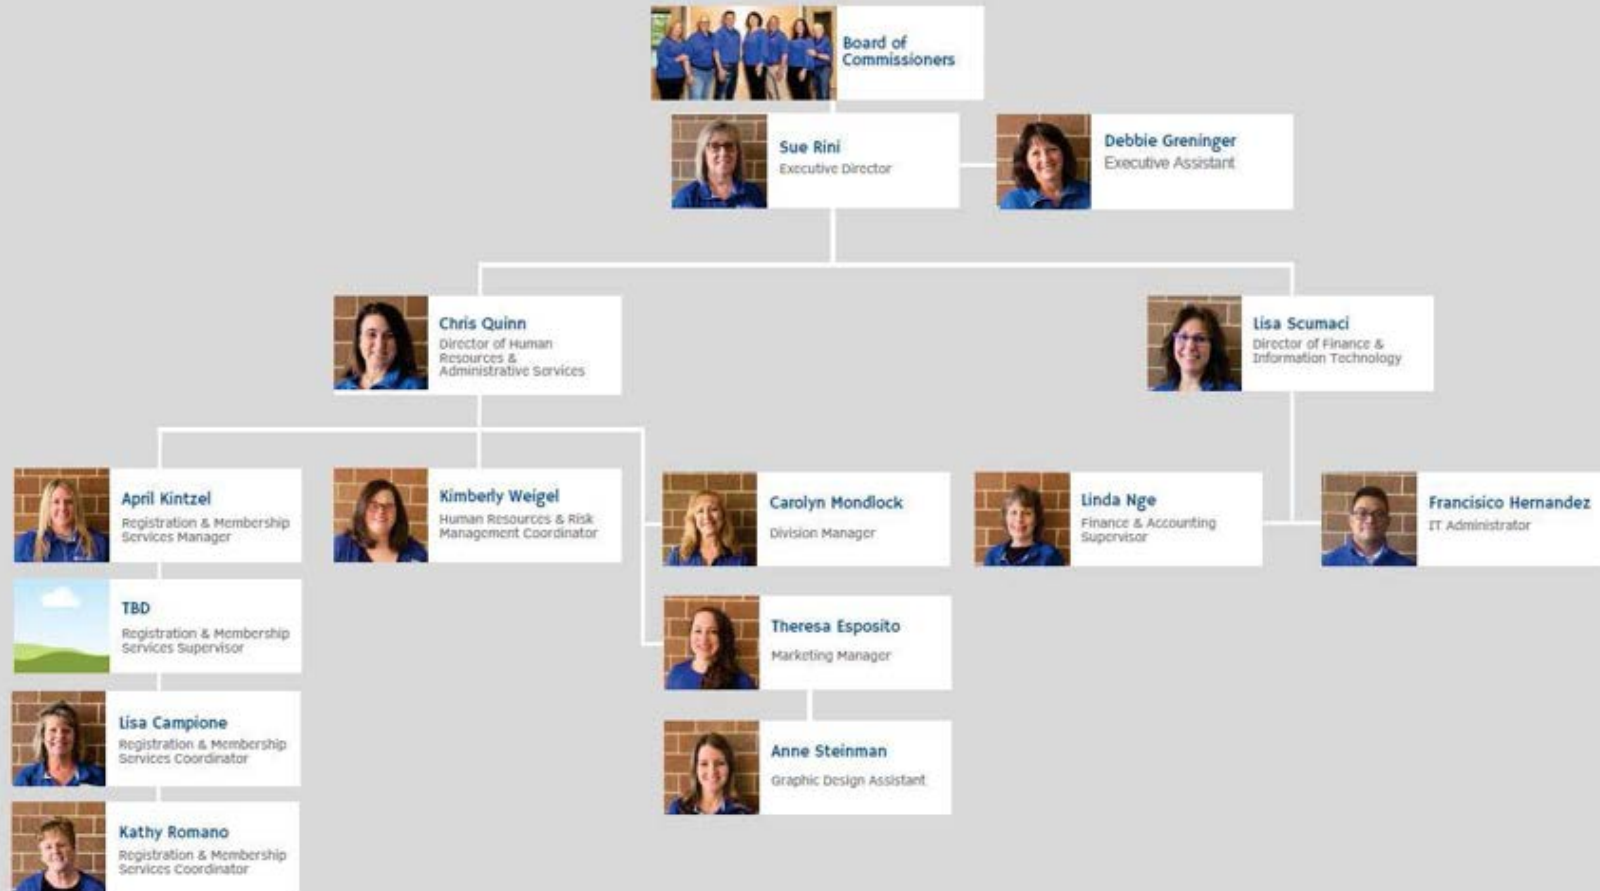 Board of
Commissioners
Sue Rini
Executive Director
Debbie Greninger
Executive Assistant
Chris Quinn
Director of Human
Resources &
Administrative Services
Lisa Scumaci
Director of Finance &
Information Technology
April Kintzel
Registration & Membership
Services Manager
Kimberly Weigel
Human Resources & Risk
Management Coordinator
Carolyn Mondlock
Division Manager
Linda Nge
Finance & Accounting
Supervisor
Francisico Hernandez
IT Administrator
TBD
Registration & Membership
Services Supervisor
Theresa Esposito
Marketing Manager
Lisa Campione
Registration & Membership
Services Coordinator
Anne Steinman
Graphic Design Assistant
Kathy Romano
Registration & Membership
Services Coordinator